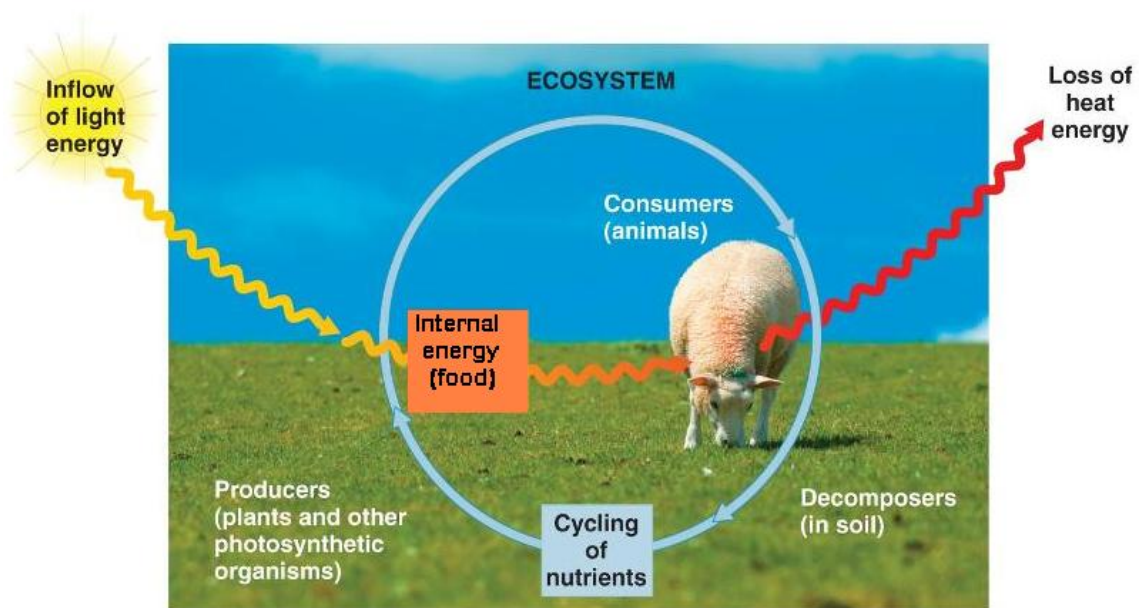 Inflow
of light
energy
ECOSYSTEM
Loss of
heat
energy
Consumers
(animals)
Internal
energy
(food)
Producers
(plants and other
photosynthetic
organisms)
Cycling
of
nutrients
Decomposers
(in soil)